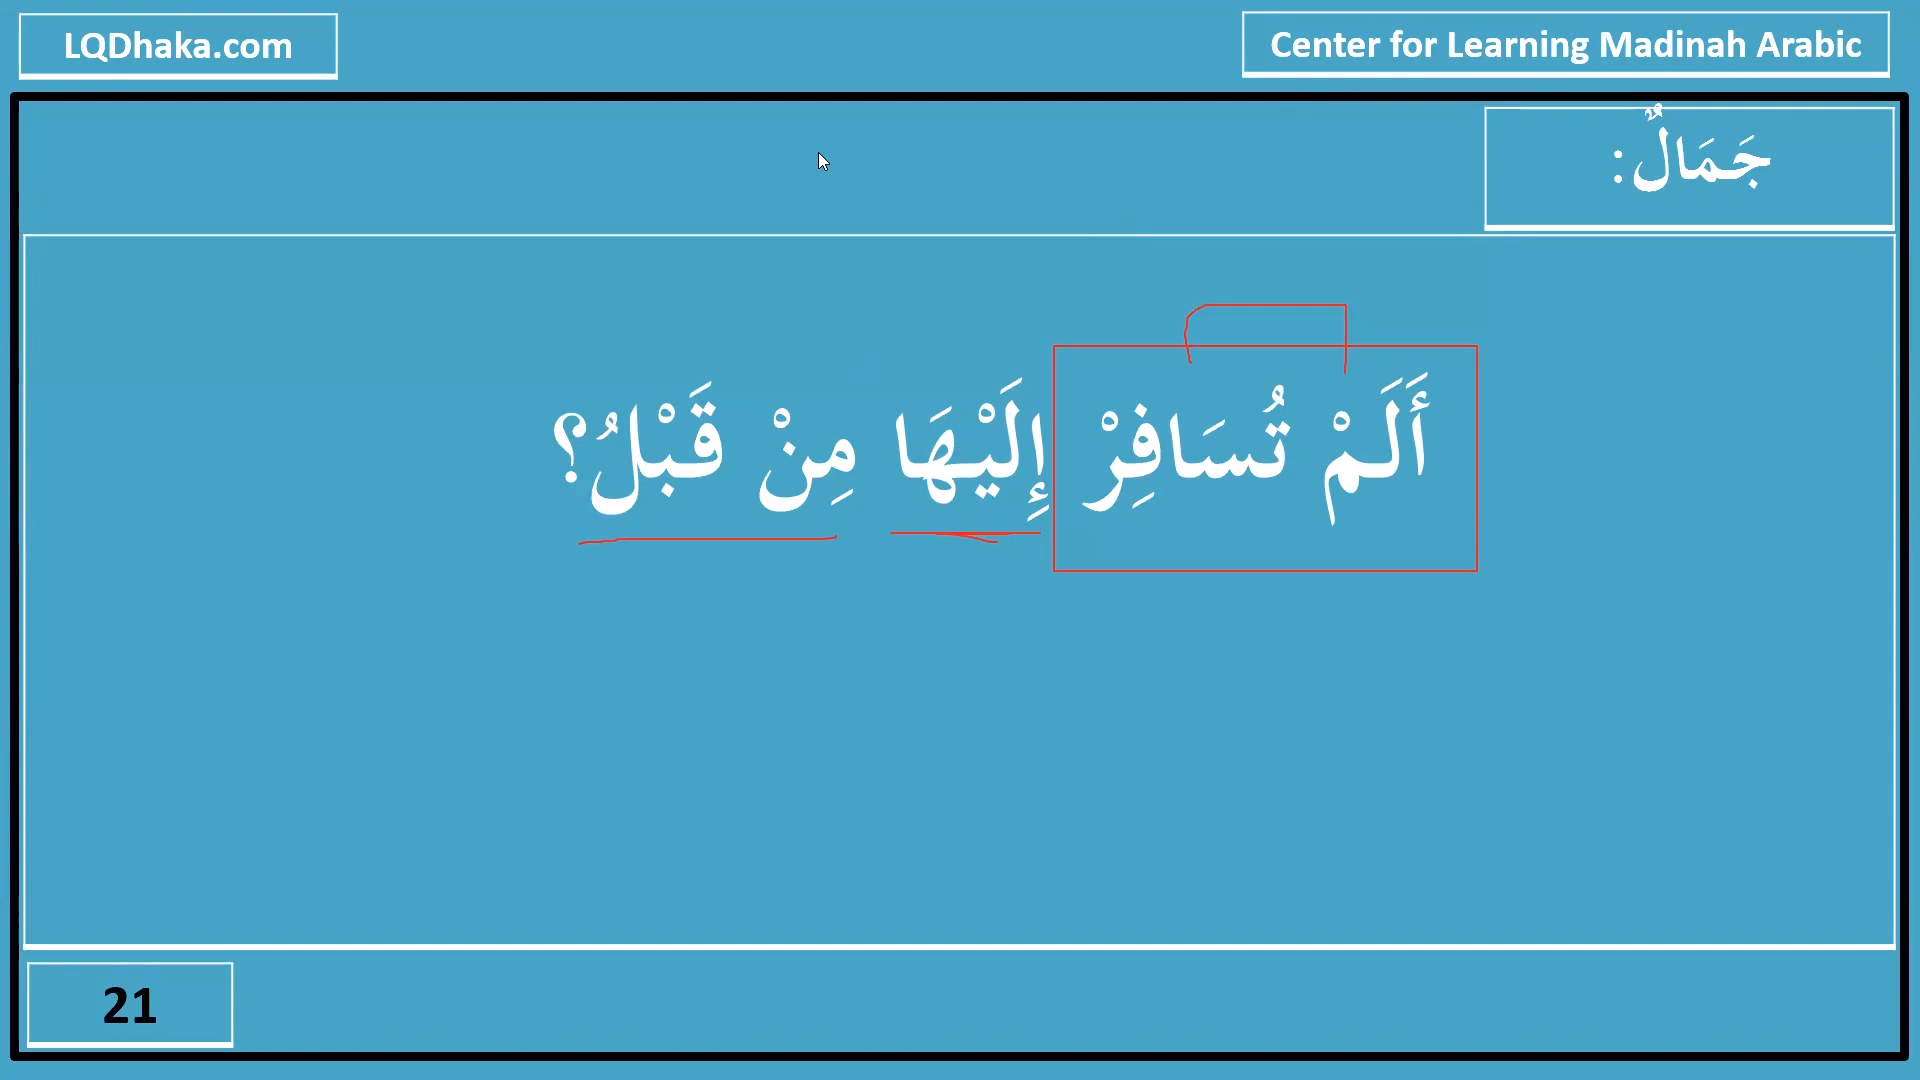 LQDhaka.com
Center for Learning Madinah Arabic
جَمَالٌ:
أَلَمْ تُسَافِرْ إِلَيْهَا مِنْ قَبْلُ؟
21